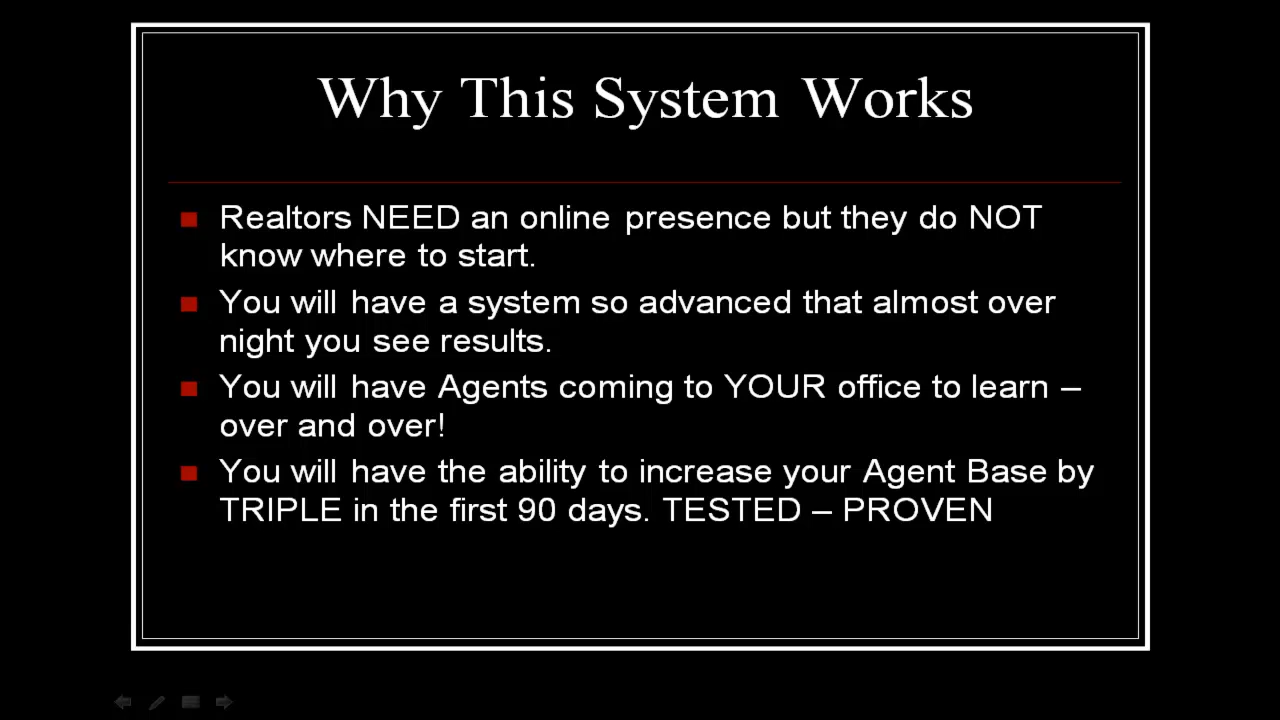 Why This System Works
Realtors NEED an online presence but they do NOT
know where to start.
You will have a system so advanced that almost over
night you see results.
You will have Agents coming to YOUR office to learn –
over and over!
You will have the ability to increase your Agent Base by
TRIPLE in the first 90 days. TESTED – PROVEN